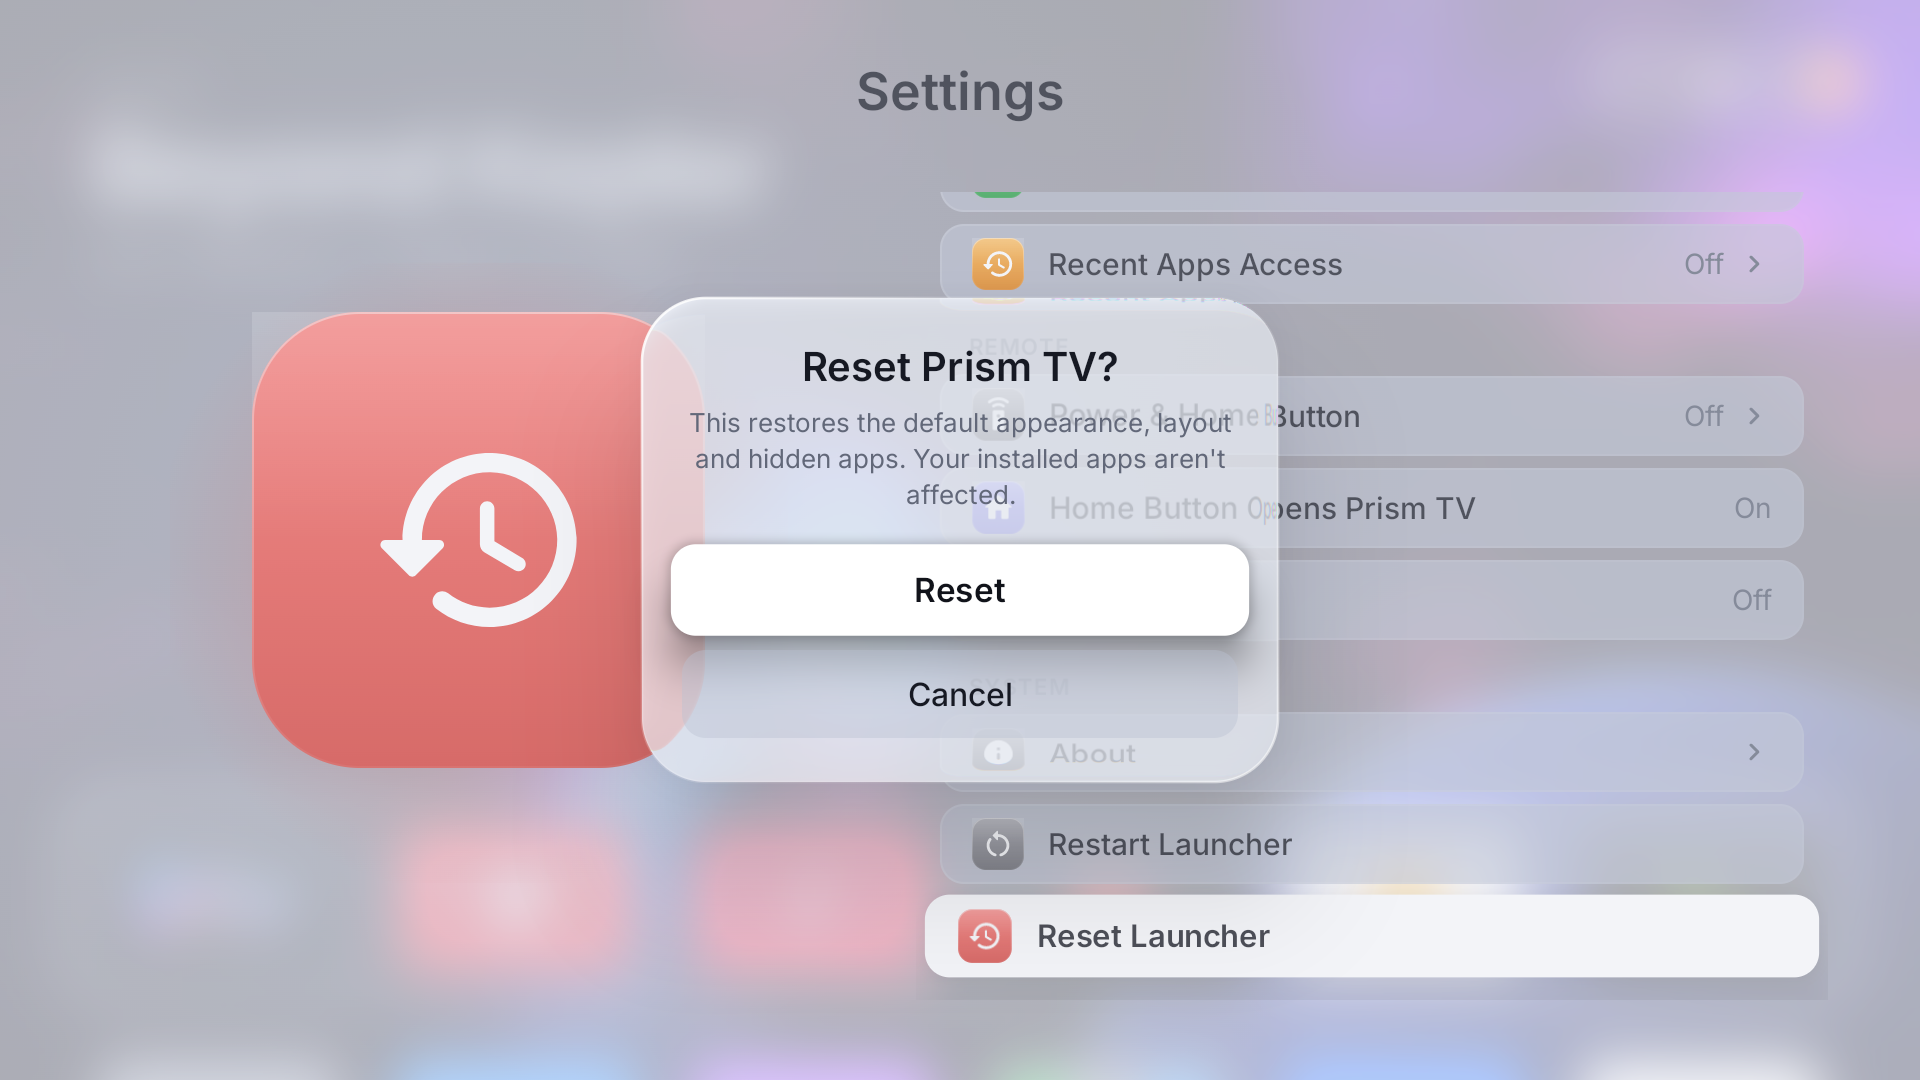 Settings
Recent Apps Access
Off
REMOTE
Reset Prism TV?
This restores the default appearance, layout
and hidden apps. Your installed apps aren't
affected.
Power & Home Button
Off
Home Button Opens Prism TV
On
Reset
Off
Cancel
SYSTEM
About
Restart Launcher
Reset Launcher